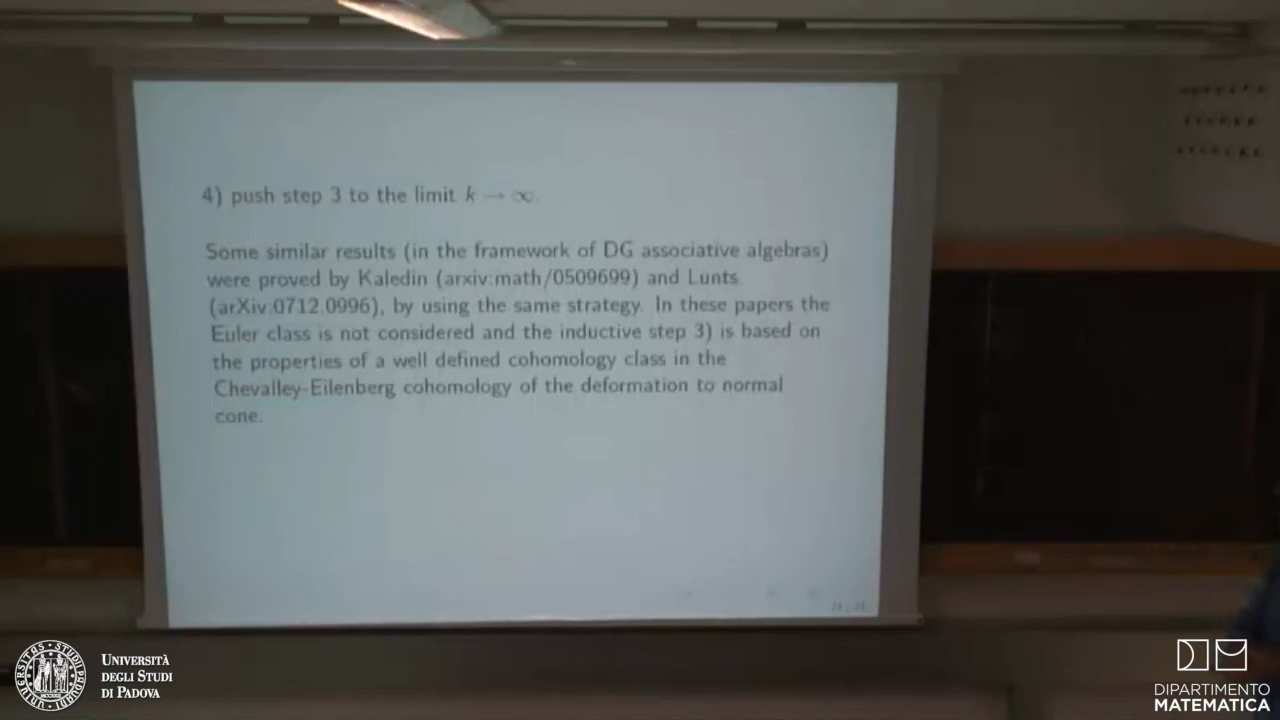 4) push step 3 to the limit k → ∞.
Some similar results (in the framework of DG associative algebras)
were proved by Kaledin (arxiv:math/0509699) and Lunts
(arXiv:0712.0996), by using the same strategy. In these papers the
Euler class is not considered and the inductive step 3) is based on
the properties of a well defined cohomology class in the
Chevalley-Eilenberg cohomology of the deformation to normal
cone.
UNIVERSITÀ
DEGLI STUDI
DI PADOVA
DIPARTIMENTO
MATEMATICA